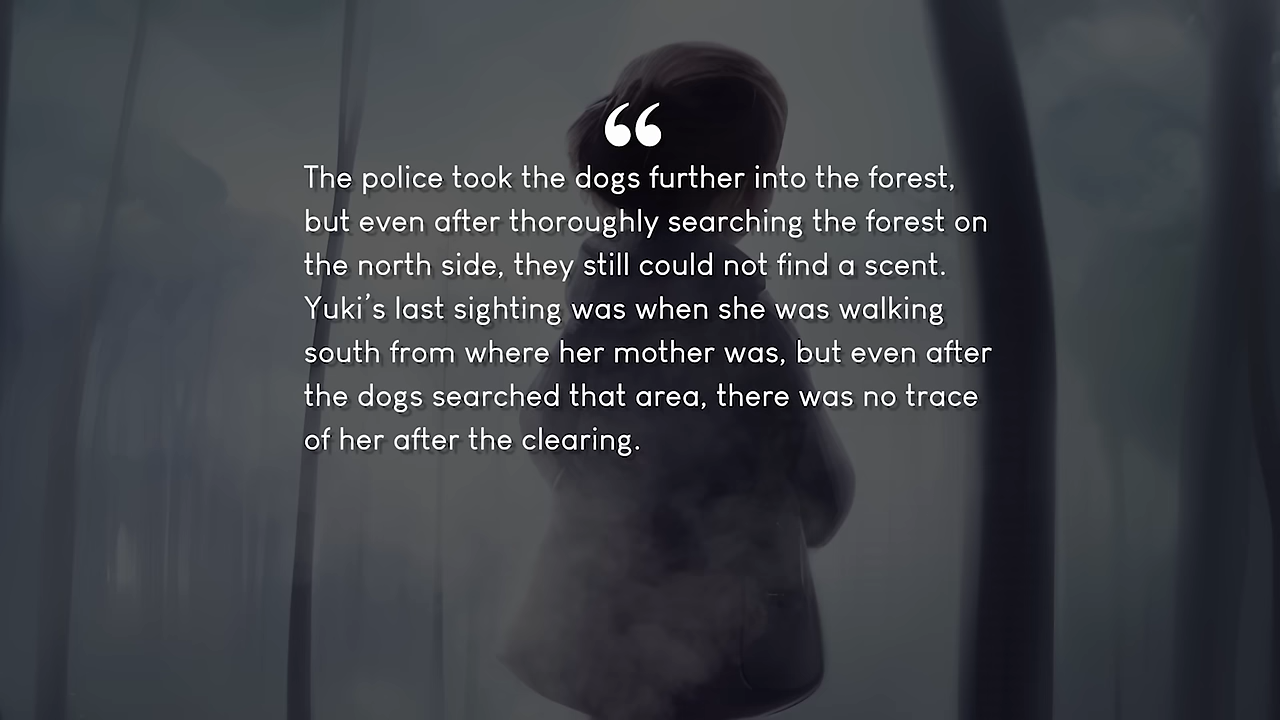 “
The police took the dogs further into the forest,
but even after thoroughly searching the forest on
the north side, they still could not find a scent.
Yuki’s last sighting was when she was walking
south from where her mother was, but even after
the dogs searched that area, there was no trace
of her after the clearing.